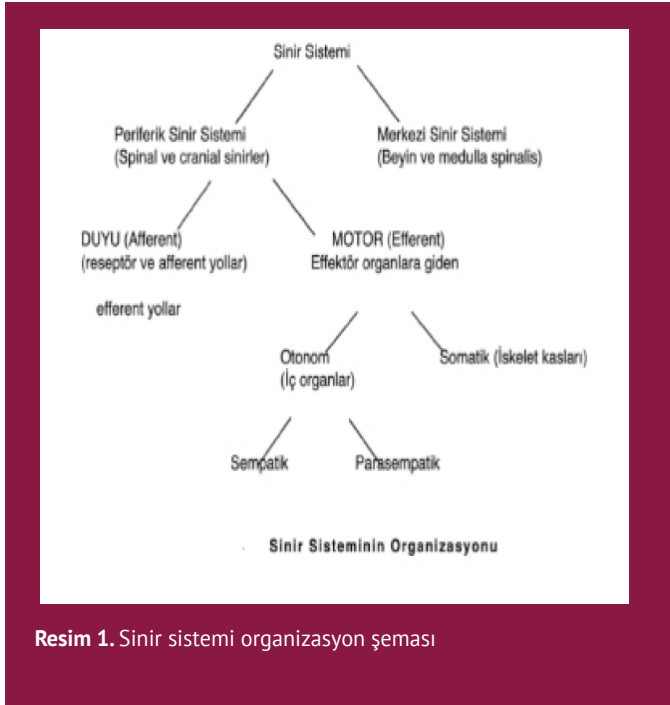 Sinir Sistemi
Periferik Sinir Sistemi
(Spinal ve cranial sinirler)
Merkezi Sinir Sistemi
(Beyin ve medulla spinalis)
DUYU (Afferent)
(reseptör ve afferent yollar)
efferent yollar
MOTOR (Efferent)
Effektör organlara giden
Otonom
(İç organlar)
Somatik (İskelet kasları)
Sempatik
Parasempatik
Sinir Sisteminin Organizasyonu
Resim 1. Sinir sistemi organizasyon şeması